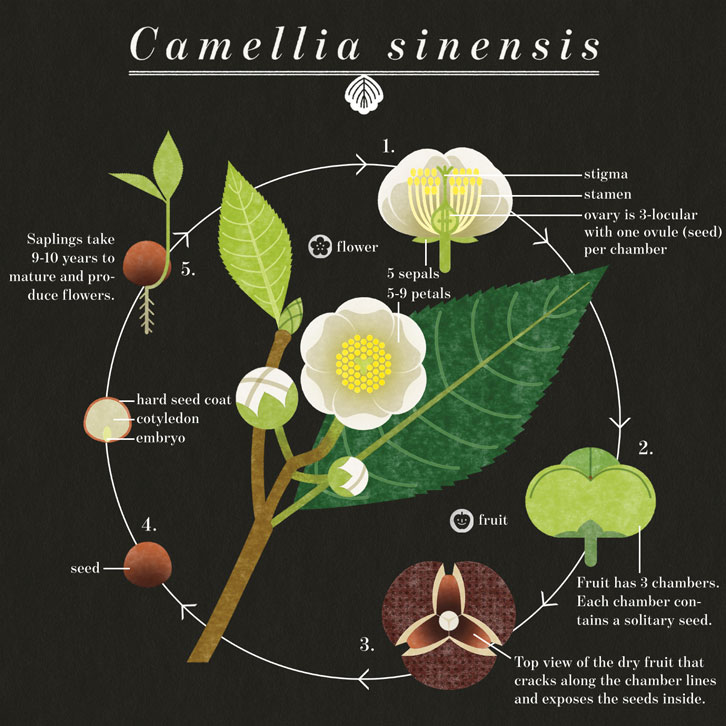 Camellia sinensis
1.
stigma
stamen
ovary is 3-locular
with one ovule (seed)
per chamber
flower
5 sepals
5-9 petals
2.
fruit
Fruit has 3 chambers.
Each chamber con-
tains a solitary seed.
3.
Top view of the dry fruit that
cracks along the chamber lines
and exposes the seeds inside.
4.
seed
hard seed coat
cotyledon
embryo
5.
Saplings take
9-10 years to
mature and pro-
duce flowers.